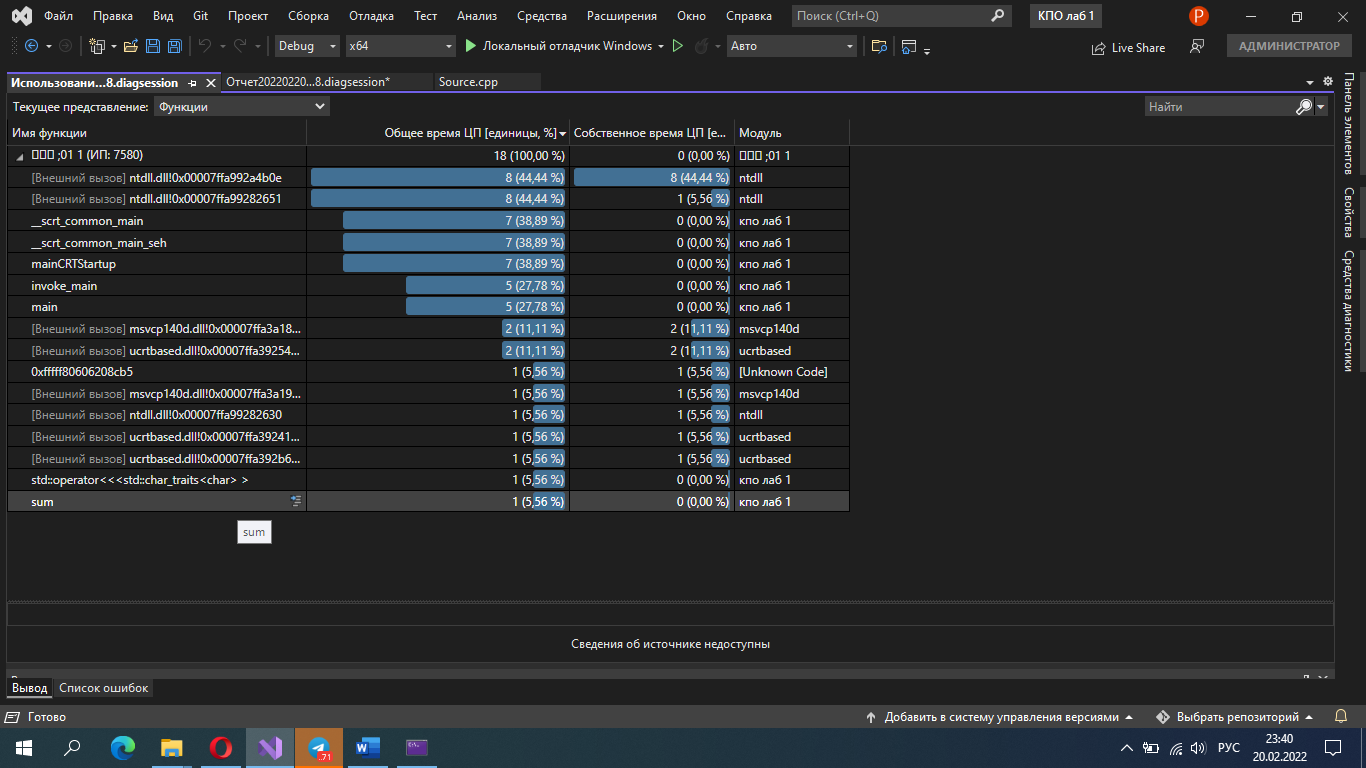 Файл Правка Вид Git Проект Сборка Отладка Тест Анализ Средства Расширения Окно Справка Поиск (Ctrl+Q) КПО лаб 1 P
Debug x64 Локальный отладчик Windows Авто Live Share АДМИНИСТРАТОР
Использовани...8.diagsession Отчет20220220...8.diagsession* Source.cpp
Текущее представление: Функции Найти
Имя функции Общее время ЦП [единицы, %] Собственное время ЦП [е... Модуль
□□□ ;01 1 (ИП: 7580) 18 (100,00 %) 0 (0,00 %) □□□ ;01 1
[Внешний вызов] ntdll.dll!0x00007ffa992a4b0e 8 (44,44 %) 8 (44,44 %) ntdll
[Внешний вызов] ntdll.dll!0x00007ffa99282651 8 (44,44 %) 1 (5,56 %) ntdll
__scrt_common_main 7 (38,89 %) 0 (0,00 %) кпо лаб 1
__scrt_common_main_seh 7 (38,89 %) 0 (0,00 %) кпо лаб 1
mainCRTStartup 7 (38,89 %) 0 (0,00 %) кпо лаб 1
invoke_main 5 (27,78 %) 0 (0,00 %) кпо лаб 1
main 5 (27,78 %) 0 (0,00 %) кпо лаб 1
[Внешний вызов] msvcp140d.dll!0x00007ffa3a18... 2 (11,11 %) 2 (11,11 %) msvcp140d
[Внешний вызов] ucrtbased.dll!0x00007ffa39254... 2 (11,11 %) 2 (11,11 %) ucrtbased
0xfffff80606208cb5 1 (5,56 %) 1 (5,56 %) [Unknown Code]
[Внешний вызов] msvcp140d.dll!0x00007ffa3a19... 1 (5,56 %) 1 (5,56 %) msvcp140d
[Внешний вызов] ntdll.dll!0x00007ffa99282630 1 (5,56 %) 1 (5,56 %) ntdll
[Внешний вызов] ucrtbased.dll!0x00007ffa39241... 1 (5,56 %) 1 (5,56 %) ucrtbased
[Внешний вызов] ucrtbased.dll!0x00007ffa392b6... 1 (5,56 %) 1 (5,56 %) ucrtbased
std::operator<<<std::char_traits<char> > 1 (5,56 %) 0 (0,00 %) кпо лаб 1
sum 1 (5,56 %) 0 (0,00 %) кпо лаб 1
sum
Сведения об источнике недоступны
Панель элементов
Свойства
Средства диагностики
Вывод Список ошибок
Готово Добавить в систему управления версиями Выбрать репозиторий
71 РУС 23:40
20.02.2022